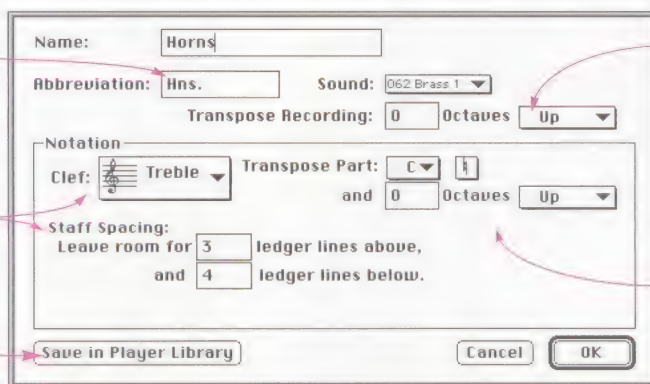 Name: Horns
Abbreviation: Hns. Sound: 062 Brass 1
Transpose Recording: 0 Octaves Up
Notation
Clef: Treble Transpose Part: C ♮
and 0 Octaves Up
Staff Spacing:
Leave room for 3 ledger lines above,
and 4 ledger lines below.
Save in Player Library Cancel OK